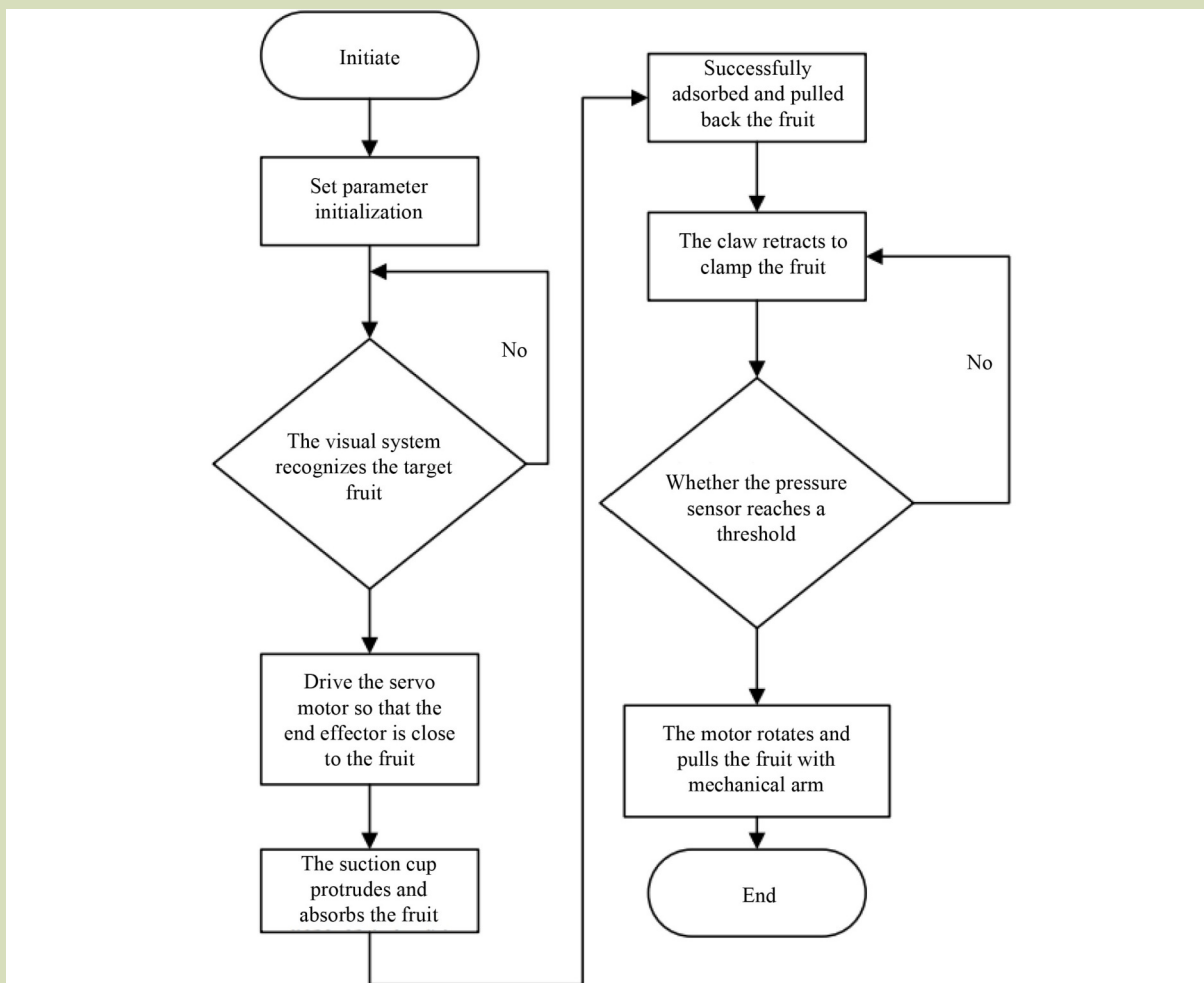 Initiate
Set parameter
initialization
No
The visual system
recognizes the target
fruit
Drive the servo
motor so that the
end effector is close
to the fruit
The suction cup
protrudes and
absorbs the fruit
Successfully
adsorbed and pulled
back the fruit
The claw retracts to
clamp the fruit
No
Whether the pressure
sensor reaches a
threshold
The motor rotates and
pulls the fruit with
mechanical arm
End